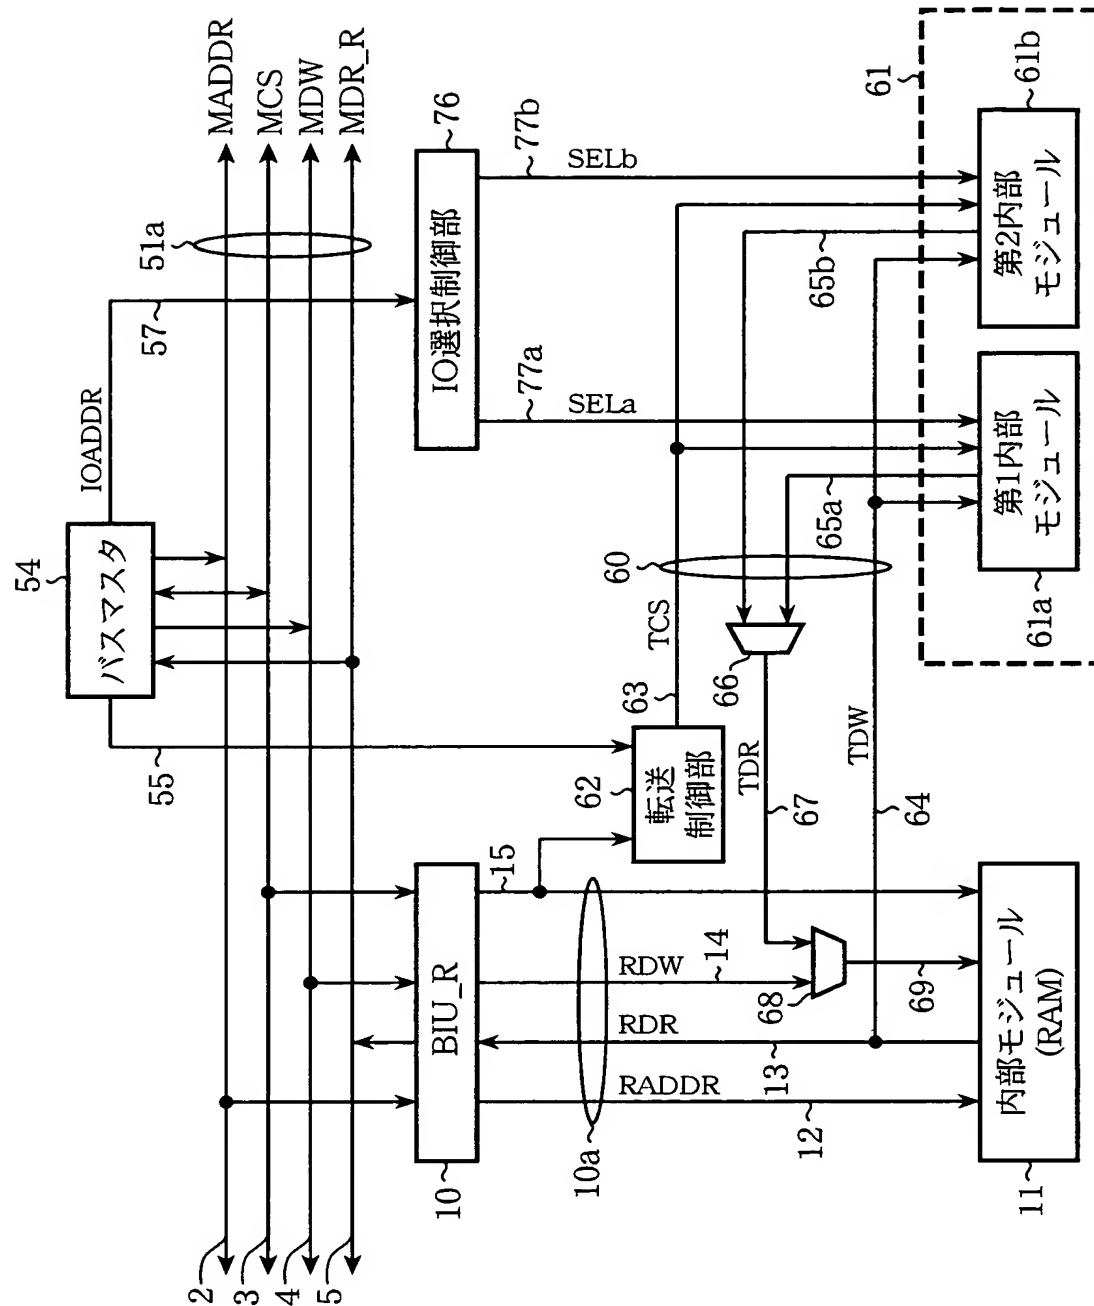 54
バスマスタ
IOADDR
57
51a
MADDR
MCS
MDW
MDR_R
55
2
3
4
5
10
BIU_R
15
10a
RADDR
12
RDR
13
RDW
14
68
69
11
内部モジュール
(RAM)
62
転送
制御部
63
TCS
60
66
TDR
67
TDW
64
76
IO選択制御部
77a
SELa
77b
SELb
65a
65b
61
61a
第1内部
モジュール
61b
第2内部
モジュール